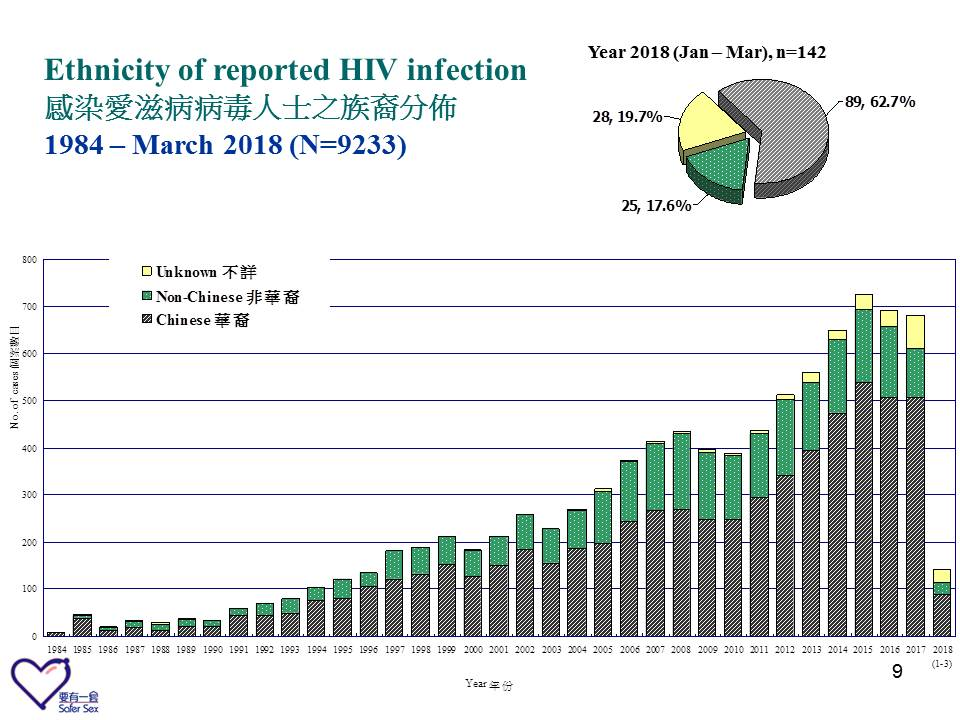 Ethnicity of reported HIV infection
感染愛滋病病毒人士之族裔分佈
1984 – March 2018 (N=9233)
Year 2018 (Jan – Mar), n=142
89, 62.7%
28, 19.7%
25, 17.6%
Unknown 不詳
Non-Chinese 非華裔
Chinese 華裔
No. of cases 個案數目
800
700
600
500
400
300
200
100
0
1984 1985 1986 1987 1988 1989 1990 1991 1992 1993 1994 1995 1996 1997 1998 1999 2000 2001 2002 2003 2004 2005 2006 2007 2008 2009 2010 2011 2012 2013 2014 2015 2016 2017 2018
(1-3)
Year 年份
9
要有一套
Safer Sex